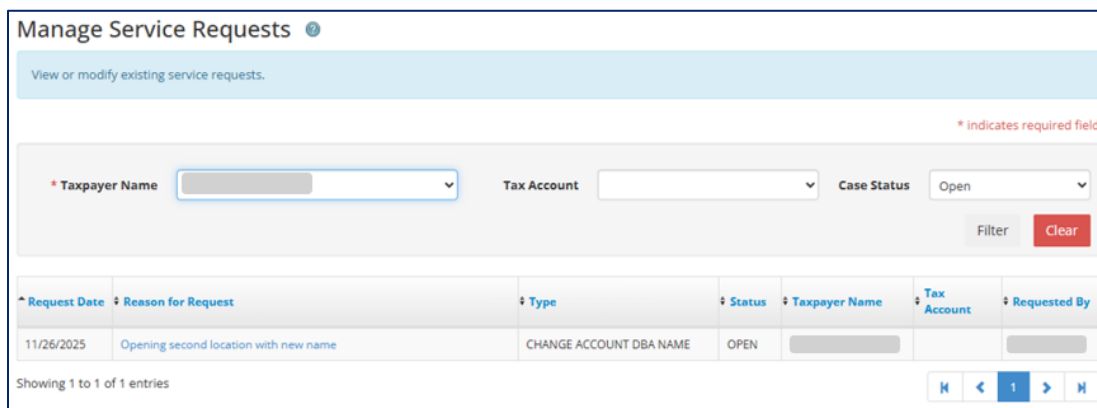 Manage Service Requests ?
View or modify existing service requests.
* indicates required field
* Taxpayer Name Tax Account Case Status Open
Filter Clear
Request Date Reason for Request Type Status Taxpayer Name Tax Account Requested By
11/26/2025 Opening second location with new name CHANGE ACCOUNT DBA NAME OPEN
Showing 1 to 1 of 1 entries 1